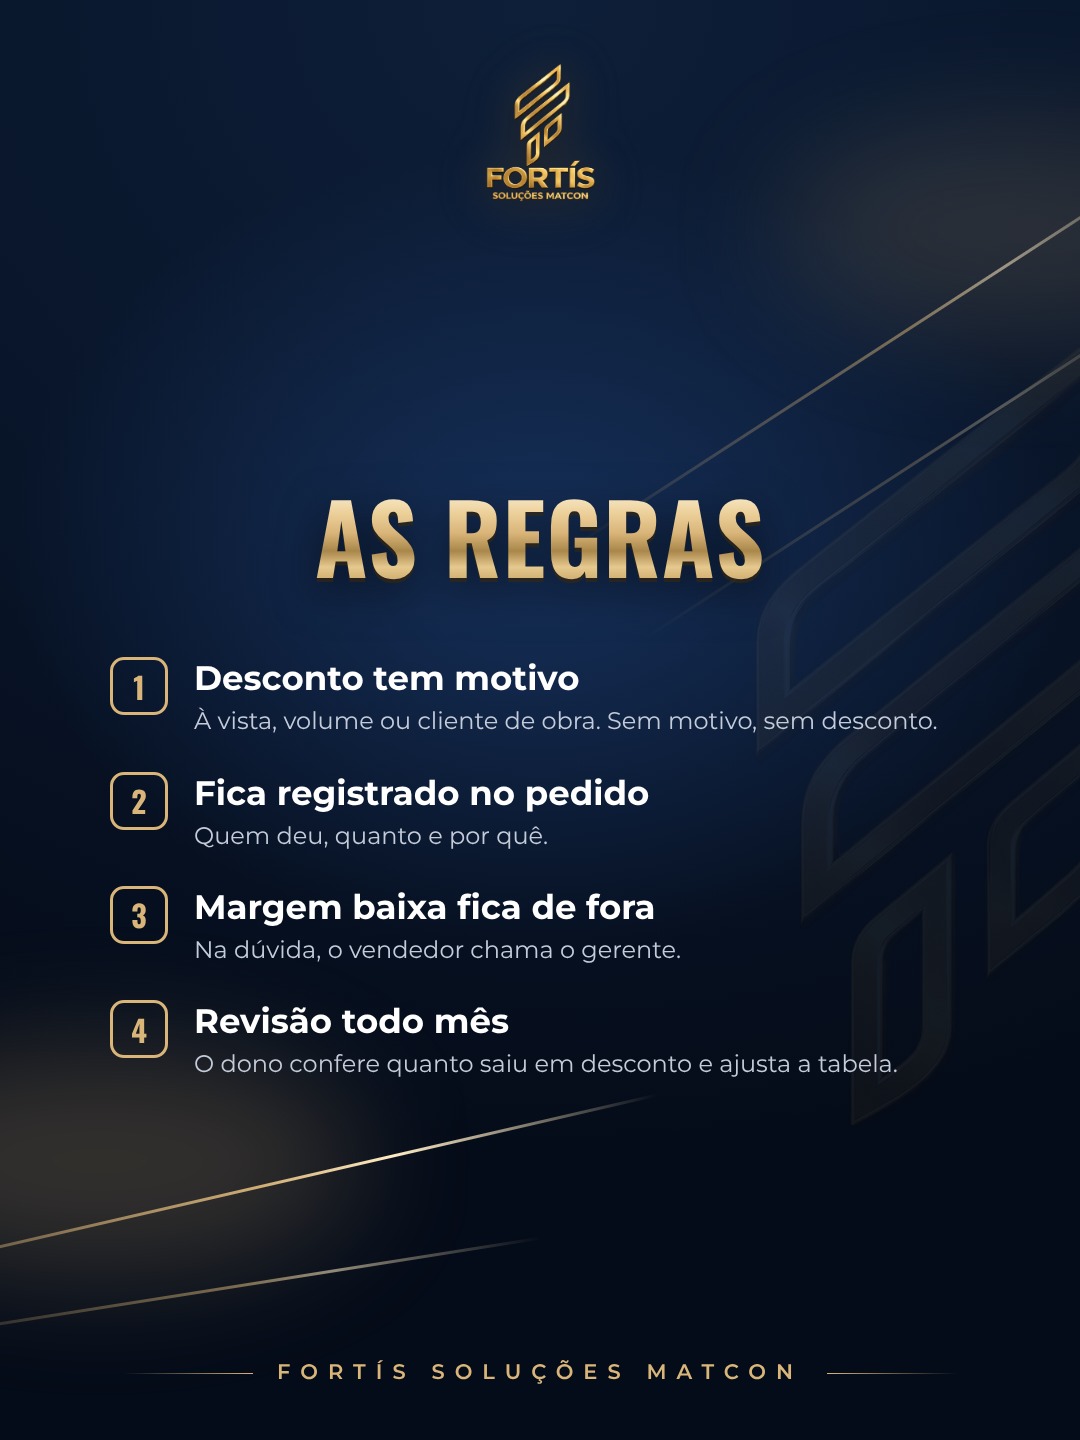 FORTÍS
SOLUÇÕES MATCON
AS REGRAS
1
Desconto tem motivo
À vista, volume ou cliente de obra. Sem motivo, sem desconto.
2
Fica registrado no pedido
Quem deu, quanto e por quê.
3
Margem baixa fica de fora
Na dúvida, o vendedor chama o gerente.
4
Revisão todo mês
O dono confere quanto saiu em desconto e ajusta a tabela.
FORTÍS SOLUÇÕES MATCON